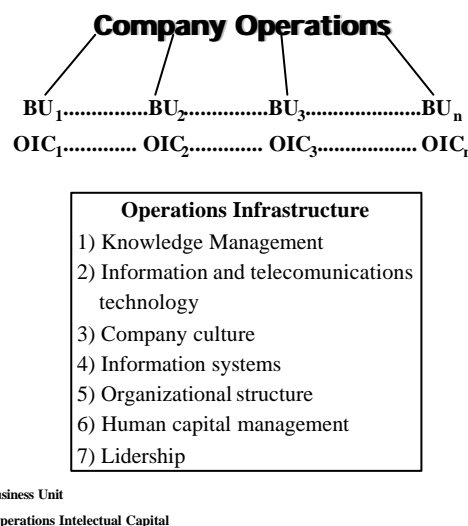 Company Operations
BU1...............BU2...............BU3.....................BUn
OIC1............. OIC2............. OIC3.................. OICn
Operations Infrastructure
1) Knowledge Management
2) Information and telecomunications
technology
3) Company culture
4) Information systems
5) Organizational structure
6) Human capital management
7) Lidership
Unit
Intelectual Capital